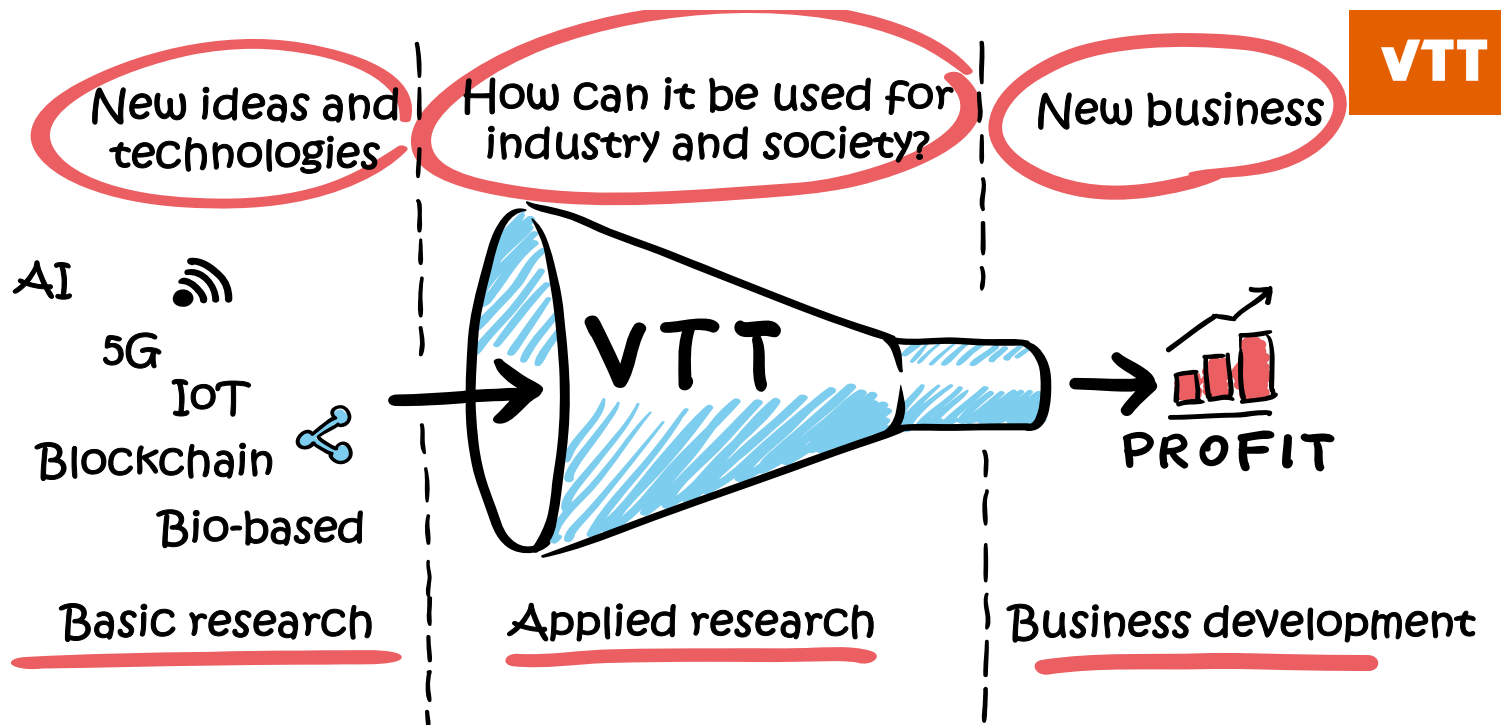 New ideas and
technologies
How can it be used for
industry and society?
New business
VTT
AI
5G
IoT
Blockchain
Bio-based
VTT
PROFIT
Basic research
Applied research
Business development